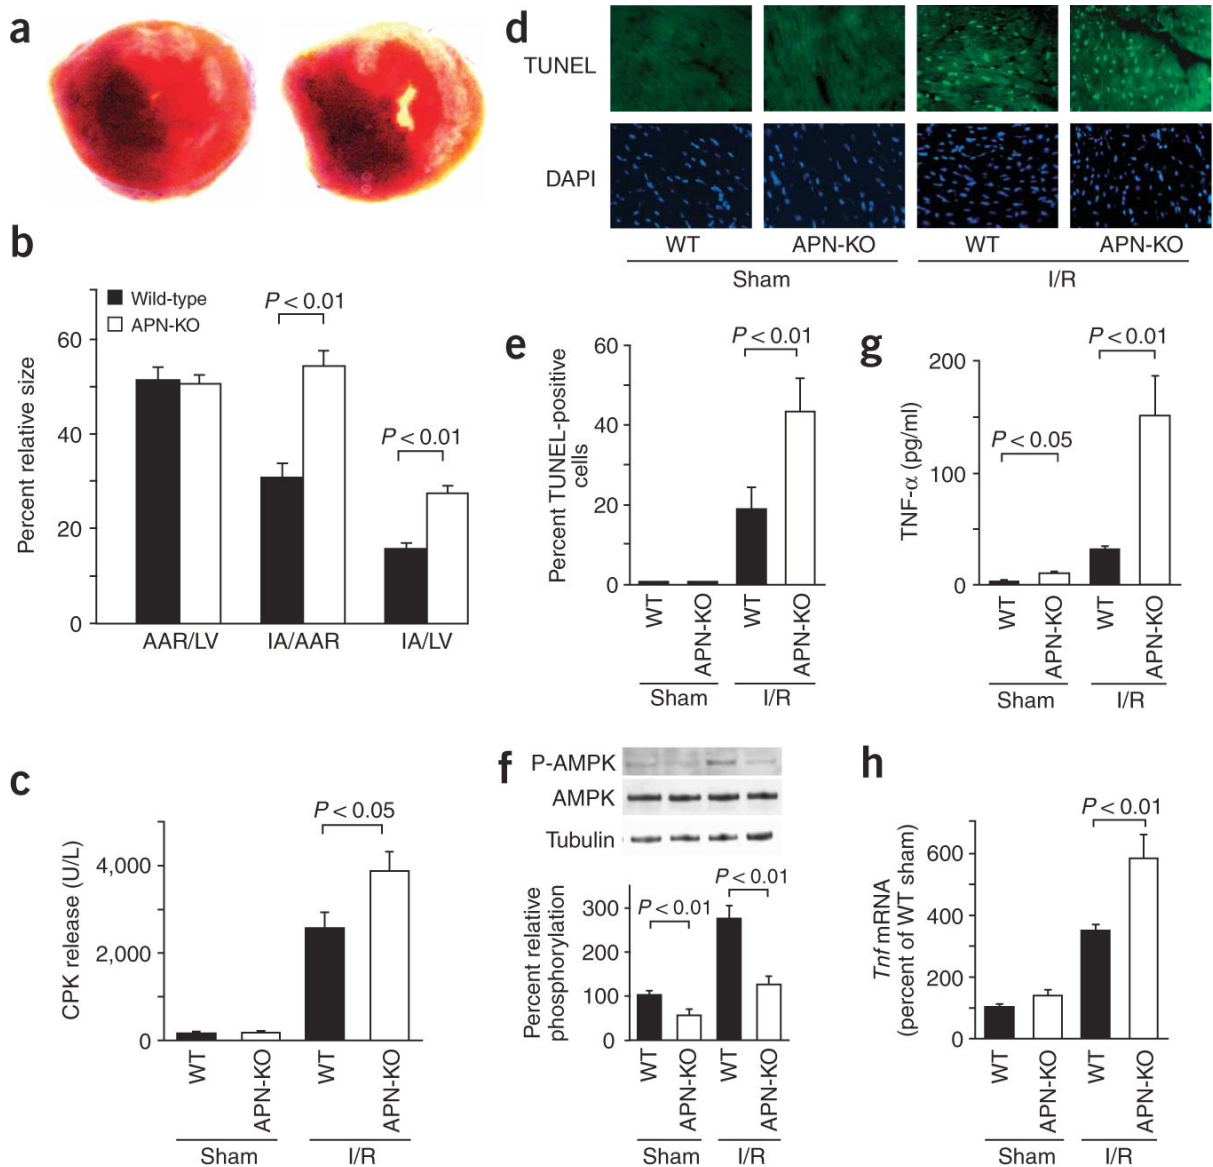 a
b
Wild-type
APN-KO
P < 0.01
P < 0.01
Percent relative size
60
40
20
0
AAR/LV IA/AAR IA/LV
c
P < 0.05
CPK release (U/L)
4,000
2,000
0
WT APN-KO WT APN-KO
Sham I/R
d
TUNEL
DAPI
WT APN-KO WT APN-KO
Sham I/R
e
P < 0.01
Percent TUNEL-positive
cells
60
40
20
0
WT APN-KO WT APN-KO
Sham I/R
f
P-AMPK
AMPK
Tubulin
P < 0.01
P < 0.01
Percent relative
phosphorylation
300
200
100
0
WT APN-KO WT APN-KO
Sham I/R
g
P < 0.01
P < 0.05
TNF-α (pg/ml)
200
100
0
WT APN-KO WT APN-KO
Sham I/R
h
P < 0.01
Tnf mRNA
(percent of WT sham)
600
400
200
0
WT APN-KO WT APN-KO
Sham I/R